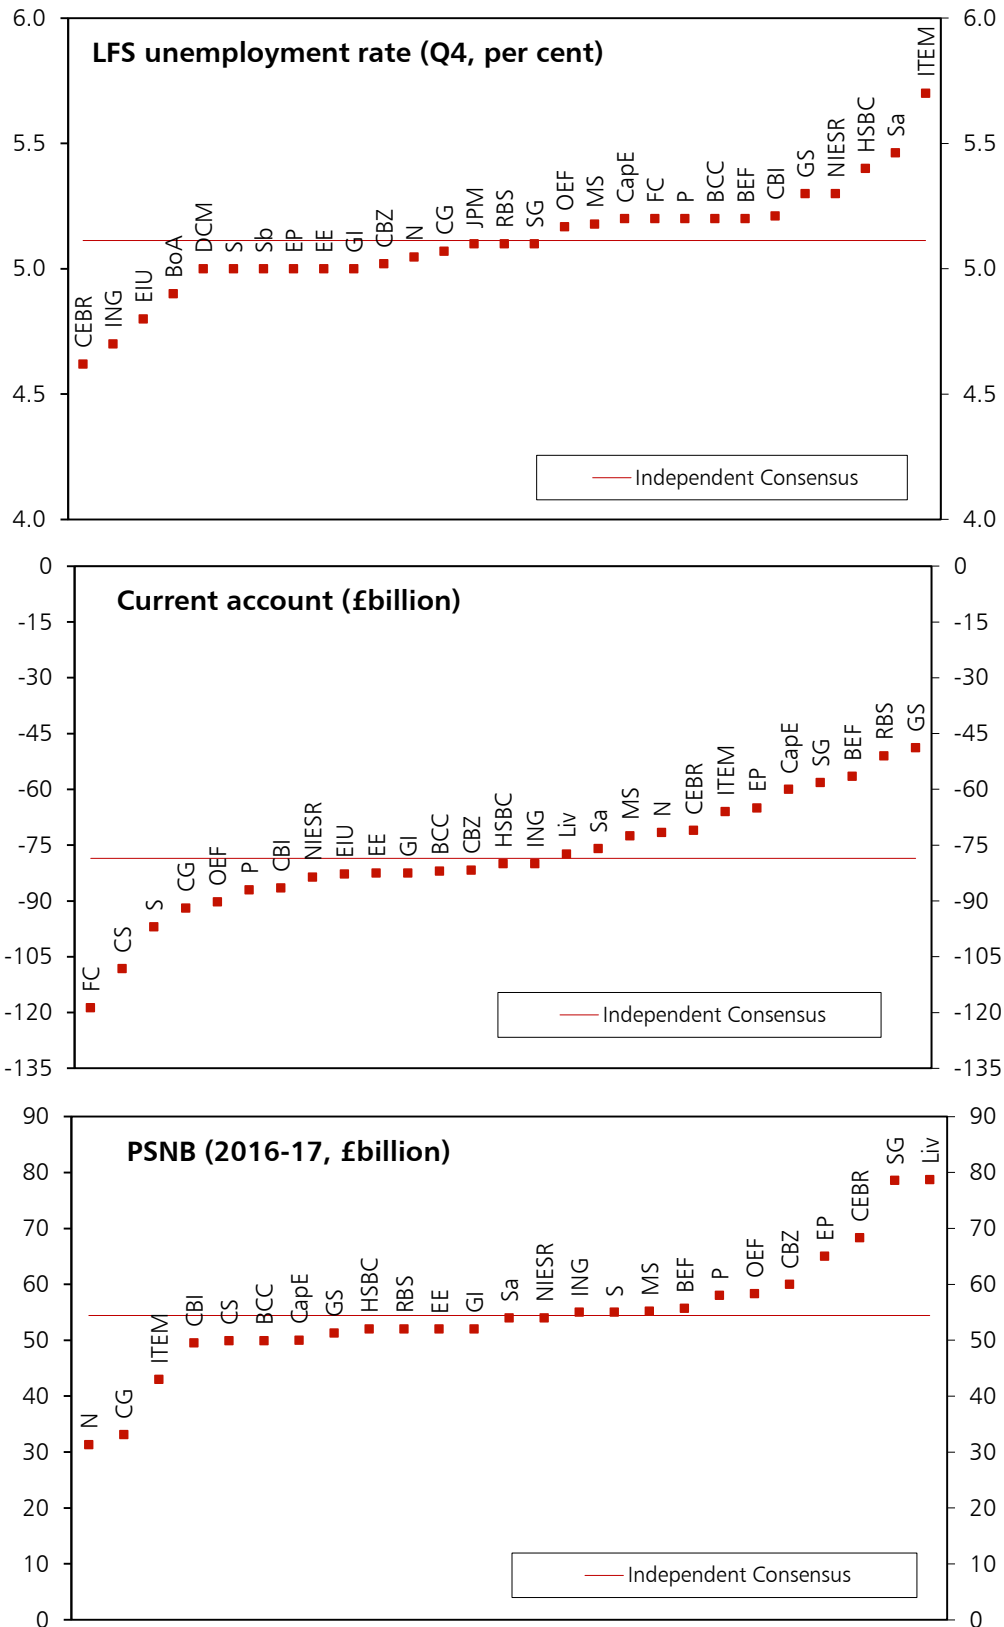 LFS unemployment rate (Q4, per cent)
6.0
5.5
5.0
4.5
4.0
6.0
5.5
5.0
4.5
4.0
CEBR
ING
EIU
BoA
DCM
S
Sb
EP
EE
GI
CBZ
N
CG
JPM
RBS
SG
OEF
MS
CapE
FC
P
BCC
BEF
CBI
GS
NIESR
HSBC
Sa
ITEM
Independent Consensus
Current account (£billion)
0
-15
-30
-45
-60
-75
-90
-105
-120
-135
0
-15
-30
-45
-60
-75
-90
-105
-120
-135
FC
CS
S
CG
OEF
P
CBI
NIESR
EIU
EE
GI
BCC
CBZ
HSBC
ING
Liv
Sa
MS
N
CEBR
ITEM
EP
CapE
SG
BEF
RBS
GS
Independent Consensus
PSNB (2016-17, £billion)
90
80
70
60
50
40
30
20
10
0
90
80
70
60
50
40
30
20
10
0
N
CG
ITEM
CBI
CS
BCC
CapE
GS
HSBC
RBS
EE
GI
Sa
NIESR
ING
S
MS
BEF
P
OEF
CBZ
EP
CEBR
SG
Liv
Independent Consensus